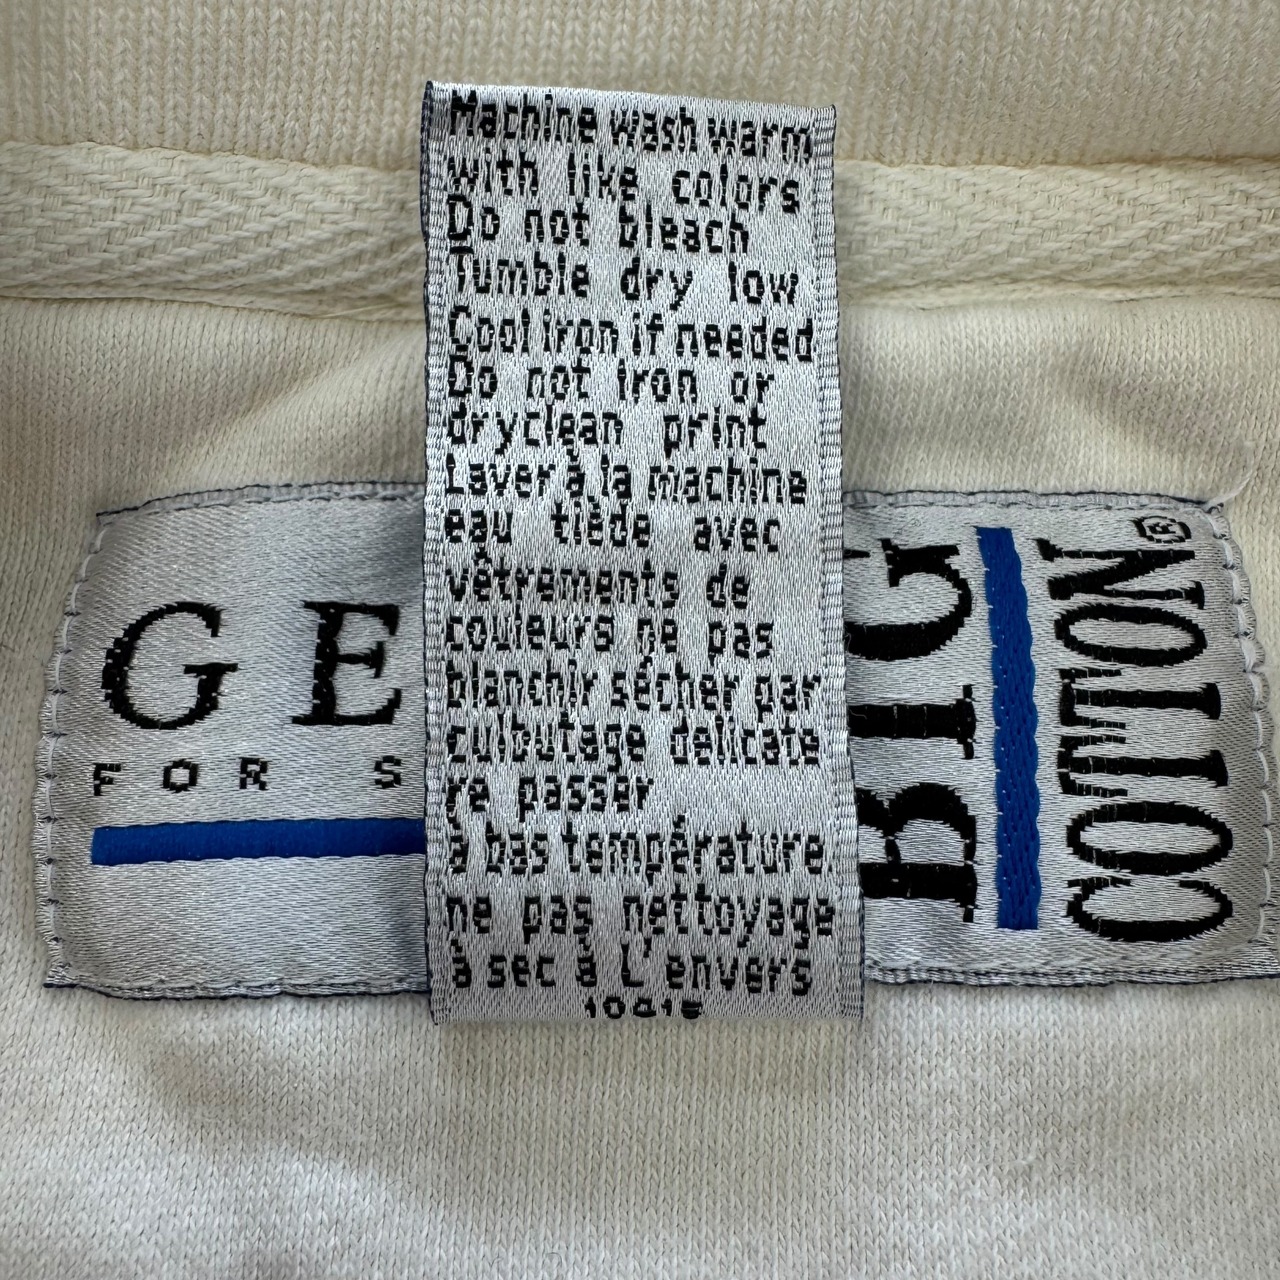 Machine wash warm
with like colors
Do not bleach
Tumble dry low
Cool iron if needed
Do not iron or
dryclean print
Laver à la machine
eau tiède avec
vêtrements de
couleurs ne pas
blanchir sécher par
culbutage delicate
re passer
à bas température.
ne pas nettoyage
à sec à L'envers
GE
FOR S
BIG
COTTON®